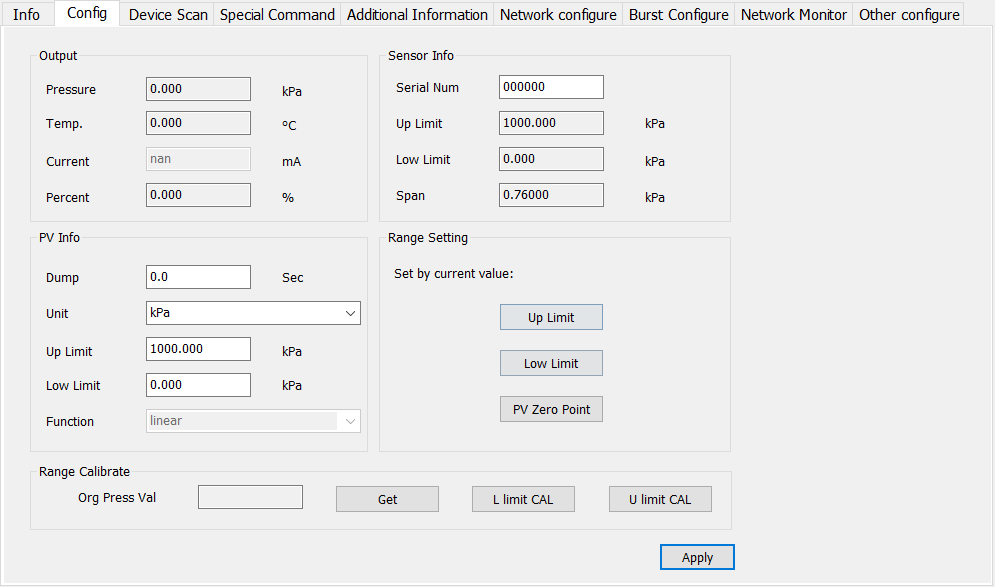 Info Config Device Scan Special Command Additional Information Network configure Burst Configure Network Monitor Other configure
Output
Pressure 0.000 kPa
Temp. 0.000 °C
Current nan mA
Percent 0.000 %
Sensor Info
Serial Num 000000
Up Limit 1000.000 kPa
Low Limit 0.000 kPa
Span 0.76000 kPa
PV Info
Dump 0.0 Sec
Unit kPa
Up Limit 1000.000 kPa
Low Limit 0.000 kPa
Function linear
Range Setting
Set by current value:
Up Limit
Low Limit
PV Zero Point
Range Calibrate
Org Press Val Get L limit CAL U limit CAL
Apply